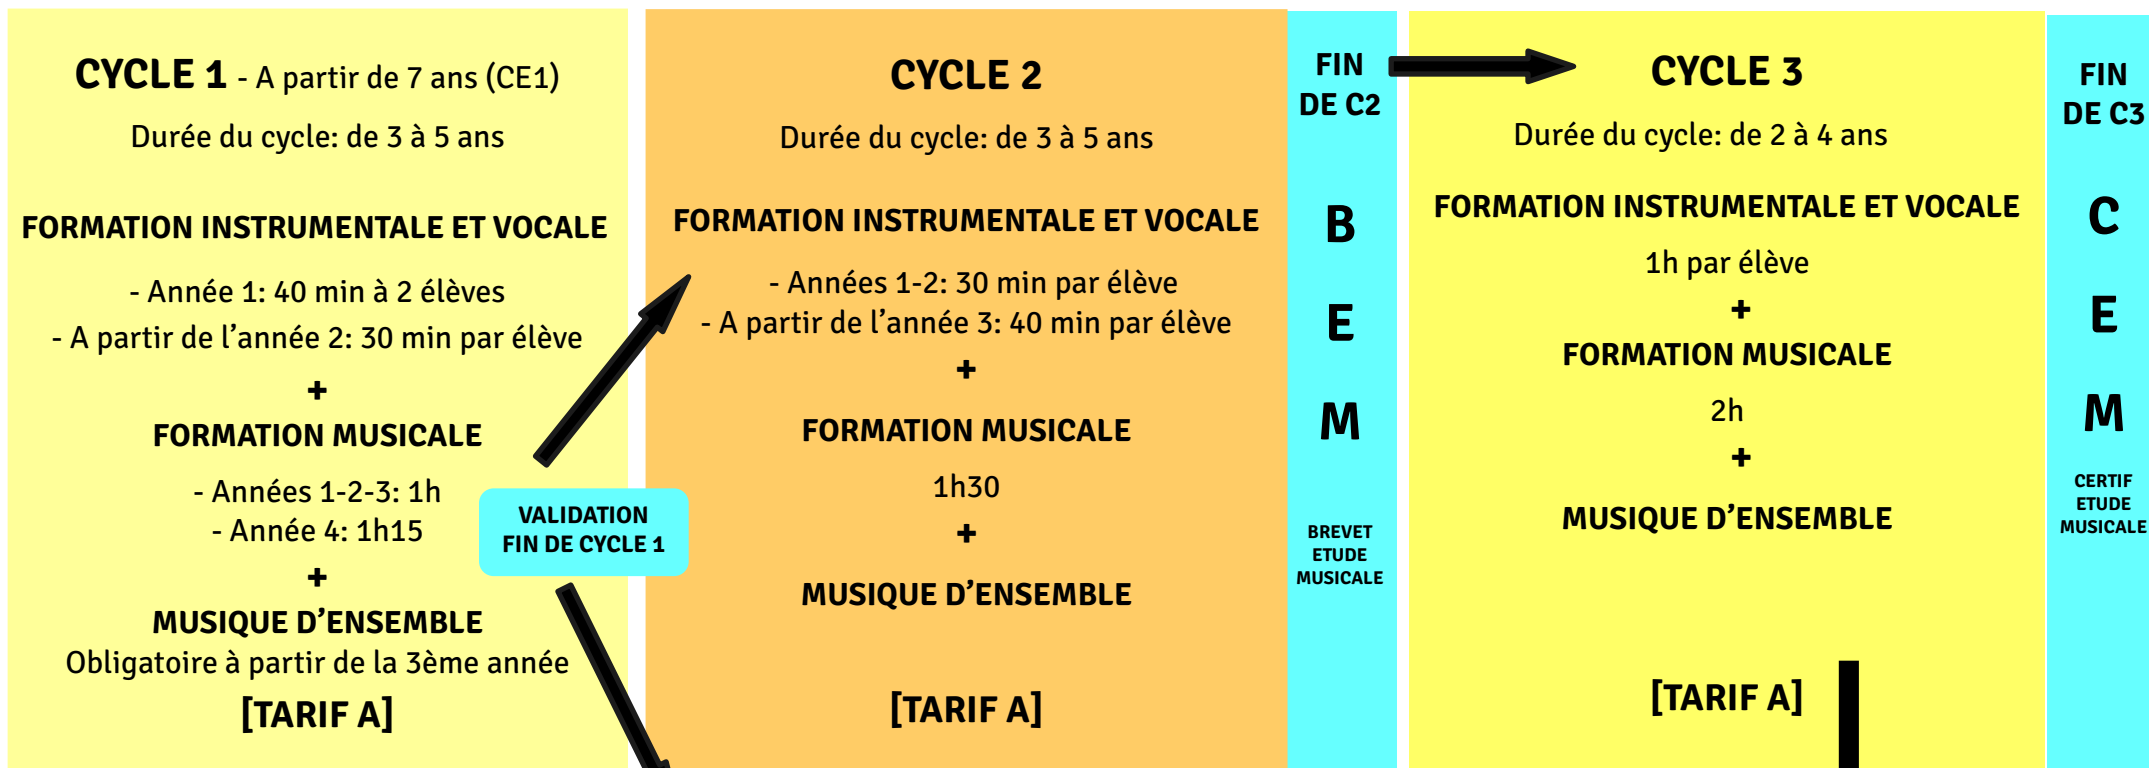 CYCLE 1 - A partir de 7 ans (CE1)
Durée du cycle: de 3 à 5 ans
FORMATION INSTRUMENTALE ET VOCALE
- Année 1: 40 min à 2 élèves
- A partir de l’année 2: 30 min par élève
+
FORMATION MUSICALE
- Années 1-2-3: 1h
- Année 4: 1h15
+
MUSIQUE D’ENSEMBLE
Obligatoire à partir de la 3ème année
[TARIF A]
VALIDATION
FIN DE CYCLE 1
CYCLE 2
Durée du cycle: de 3 à 5 ans
FORMATION INSTRUMENTALE ET VOCALE
- Années 1-2: 30 min par élève
- A partir de l’année 3: 40 min par élève
+
FORMATION MUSICALE
1h30
+
MUSIQUE D’ENSEMBLE
[TARIF A]
FIN
DE C2
B
E
M
BREVET
ETUDE
MUSICALE
CYCLE 3
Durée du cycle: de 2 à 4 ans
FORMATION INSTRUMENTALE ET VOCALE
1h par élève
+
FORMATION MUSICALE
2h
+
MUSIQUE D’ENSEMBLE
[TARIF A]
FIN
DE C3
C
E
M
CERTIF
ETUDE
MUSICALE